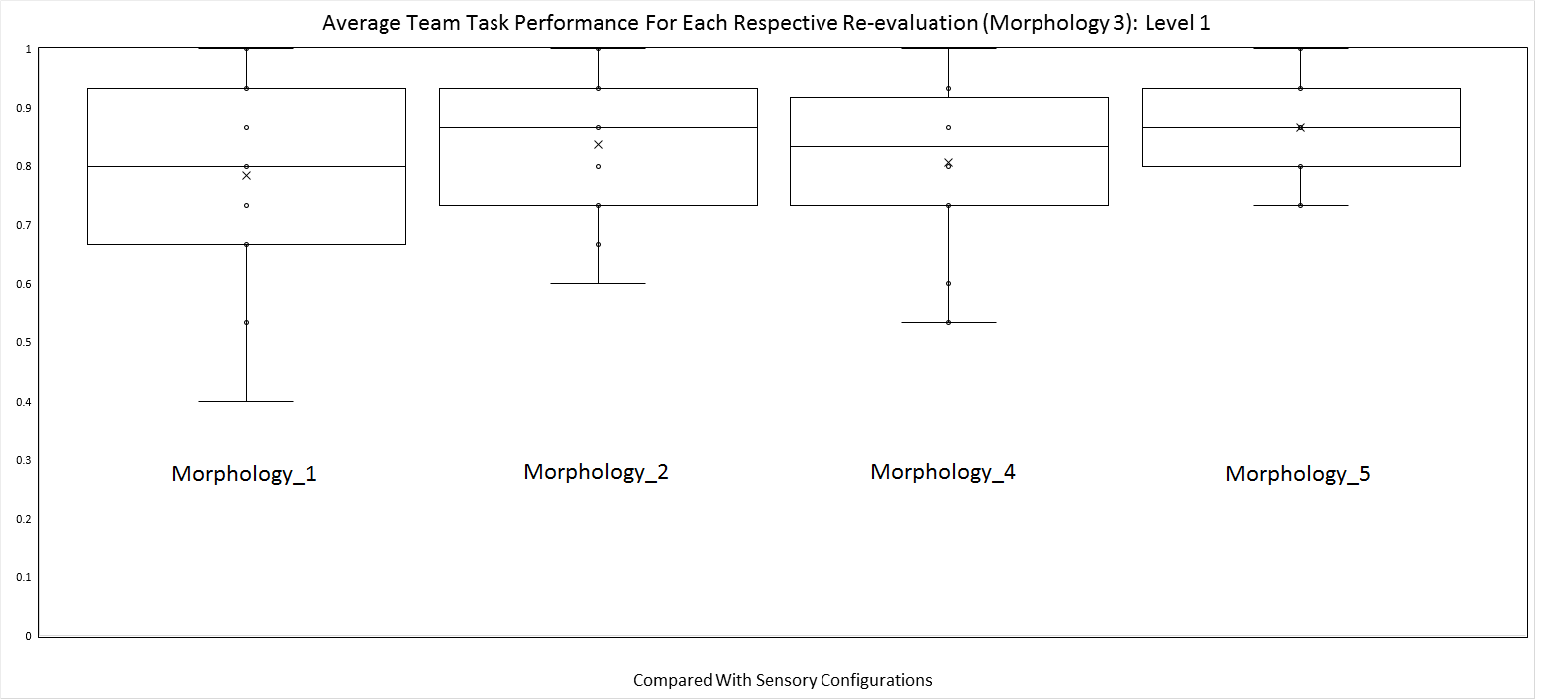 Average Team Task Performance For Each Respective Re-evaluation (Morphology 3): Level 1
1
0.9
0.8
0.7
0.6
0.5
0.4
0.3
0.2
0.1
0
Morphology_1
Morphology_2
Morphology_4
Morphology_5
Compared With Sensory Configurations